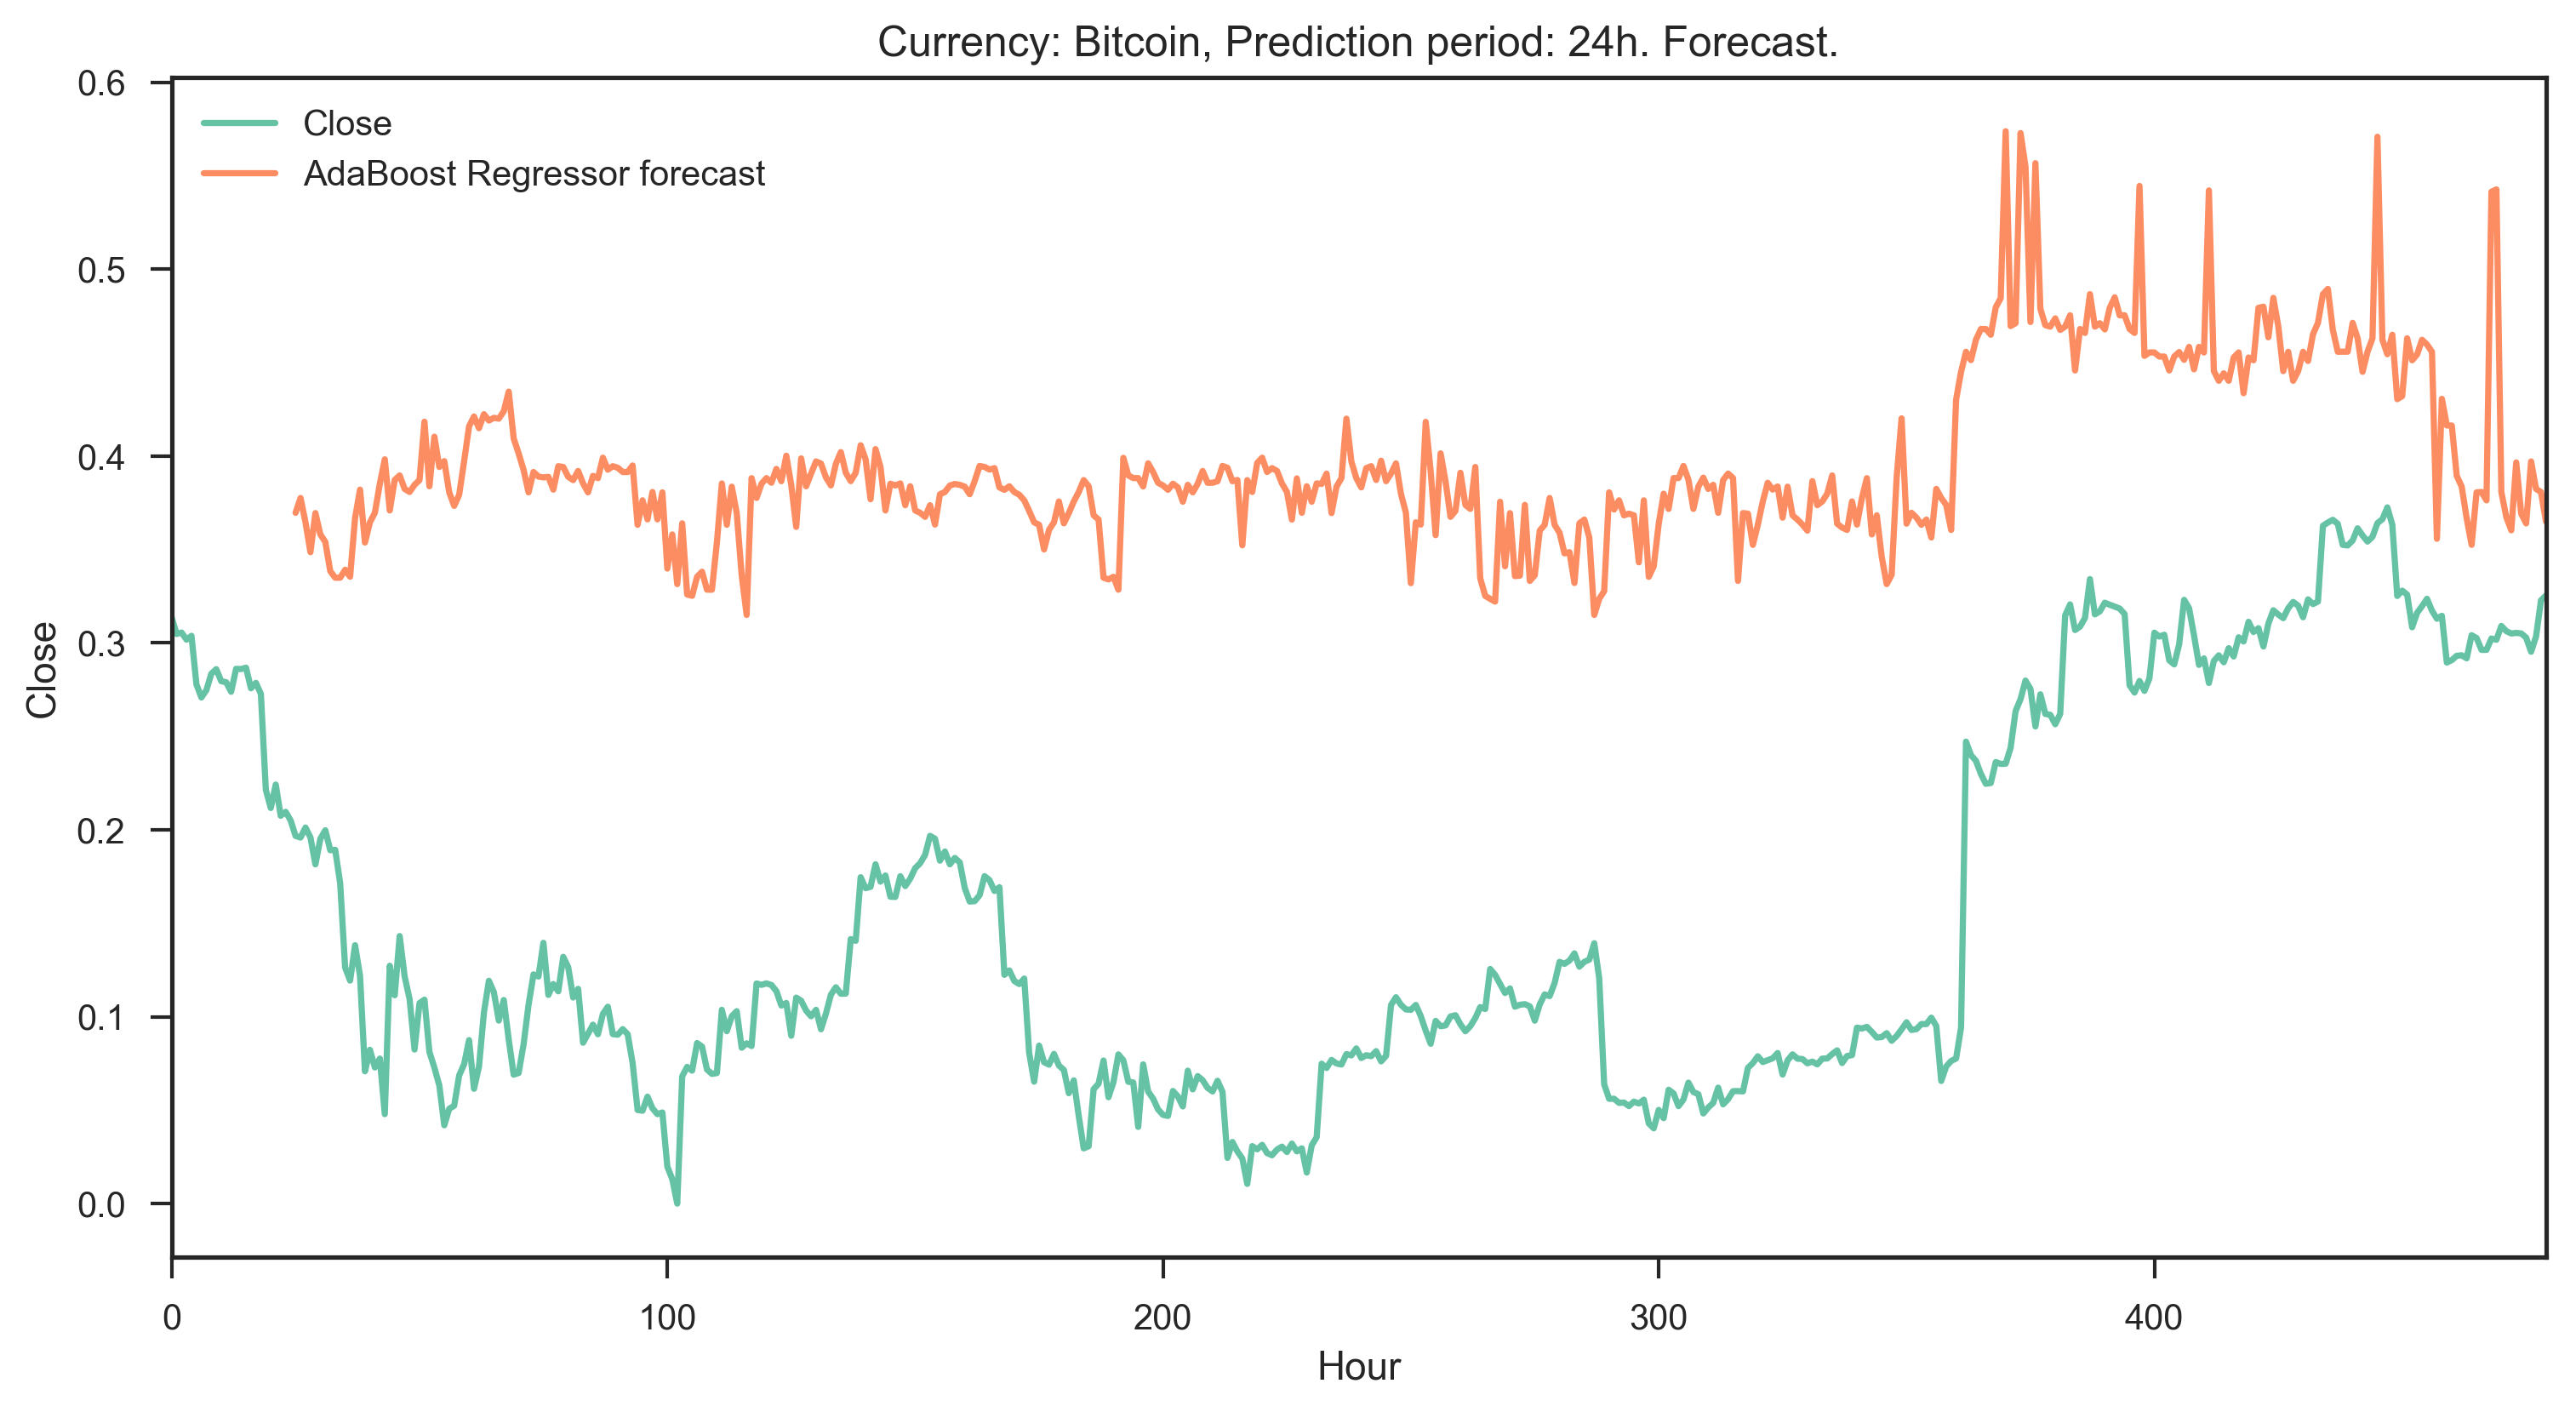 Currency: Bitcoin, Prediction period: 24h. Forecast.
Close
AdaBoost Regressor forecast
0.6
0.5
0.4
0.3
0.2
0.1
0.0
Close
0
100
200
300
400
Hour